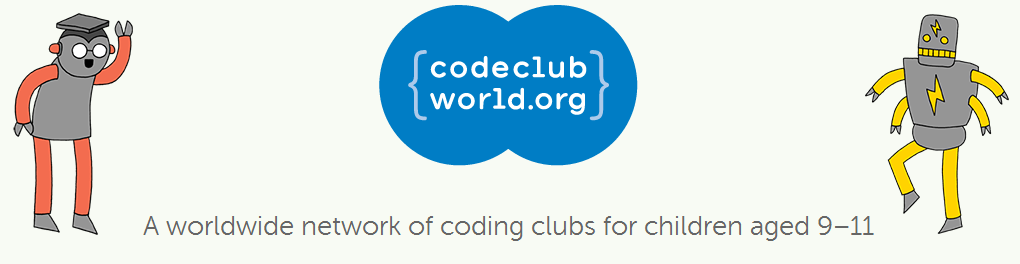 {codeclub
world.org}
A worldwide network of coding clubs for children aged 9–11